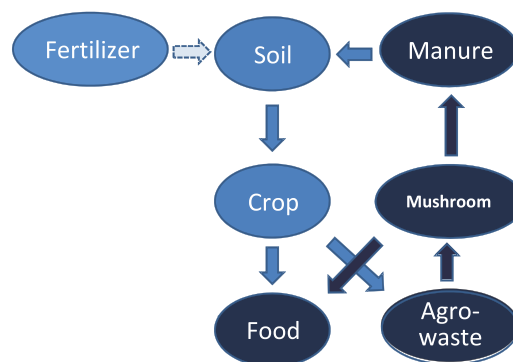 Fertilizer
Soil
Manure
Crop
Mushroom
Food
Agro-
waste